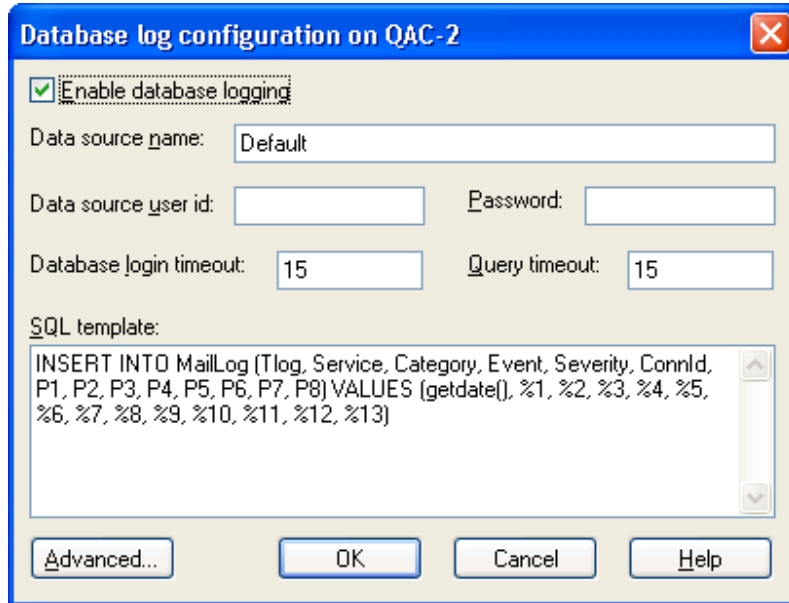 Database log configuration on QAC-2
Enable database logging
Data source name: Default
Data source user id: Password:
Database login timeout: 15 Query timeout: 15
SQL template:
INSERT INTO MailLog (Tlog, Service, Category, Event, Severity, ConnId,
P1, P2, P3, P4, P5, P6, P7, P8) VALUES (getdate(), %1, %2, %3, %4, %5,
%6, %7, %8, %9, %10, %11, %12, %13)
Advanced... OK Cancel Help